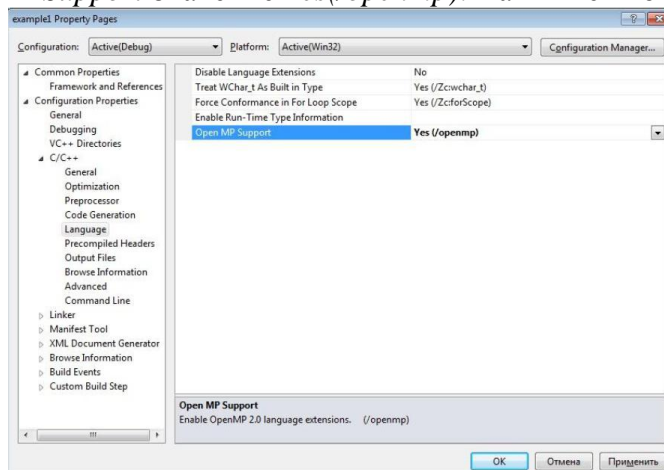 example1 Property Pages
Configuration: Active(Debug) Platform: Active(Win32) Configuration Manager...
Common Properties
Framework and References
Configuration Properties
General
Debugging
VC++ Directories
C/C++
General
Optimization
Preprocessor
Code Generation
Language
Precompiled Headers
Output Files
Browse Information
Advanced
Command Line
Linker
Manifest Tool
XML Document Generator
Browse Information
Build Events
Custom Build Step
Disable Language Extensions No
Treat WChar_t As Built in Type Yes (/Zc:wchar_t)
Force Conformance in For Loop Scope Yes (/Zc:forScope)
Enable Run-Time Type Information
Open MP Support Yes (/openmp)
Open MP Support
Enable OpenMP 2.0 language extensions. (/openmp)
OK Отмена Применить